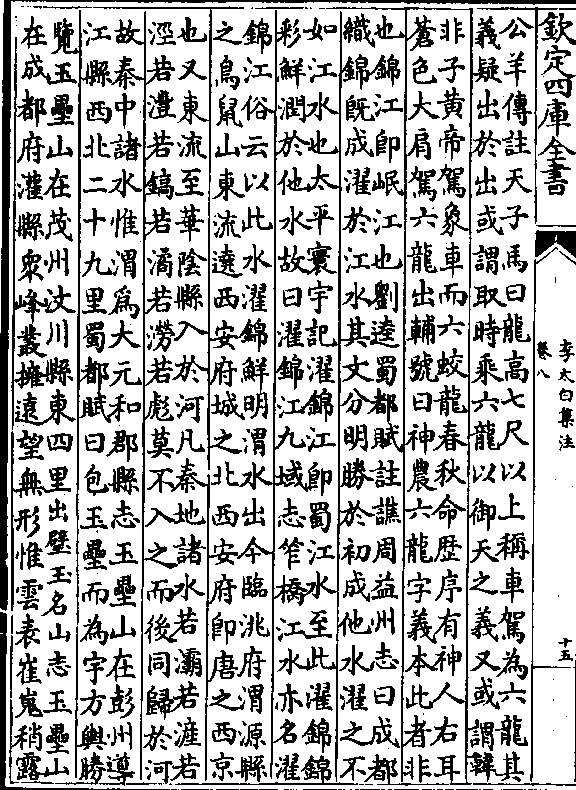 欽定四庫全書
李太白集注
卷八
十五
公羊傳註天子馬曰龍高七尺以上稱車駕為六龍其
義疑出於出或謂取時乘六龍以御天之義又或謂韓
非子黃帝駕象車而六蛟龍春秋命歴序有神人右耳
蒼色大肩駕六龍出輔號曰神農六龍字義本此者非
也錦江即岷江也劉逵蜀都賦註譙周益州志曰成都
織錦既成濯於江水其文分明勝於初成他水濯之不
如江水也太平寰宇記濯錦江即蜀江水至此濯錦錦
彩鮮潤於他水故曰濯錦江九域志笮橋江水亦名濯
錦江俗云以此水濯錦鮮明渭水出今臨洮府渭源縣
之鳥鼠山東流遶西安府城之北西安府卽唐之西京
也又東流至華陰縣入於河凡秦地諸水若灞若滻若
涇若灃若鎬若潏若澇若彪莫不入之而後同歸於河
故秦中諸水惟渭爲大元和郡縣志玉壘山在彭州導
江縣西北二十九里蜀都賦曰包玉壘而為宇方輿勝
覽玉壘山在茂州汶川縣東四里出璧玉名山志玉壘山
在成都府灌縣衆峰叢擁遠望無形惟雲表崔嵬稍露